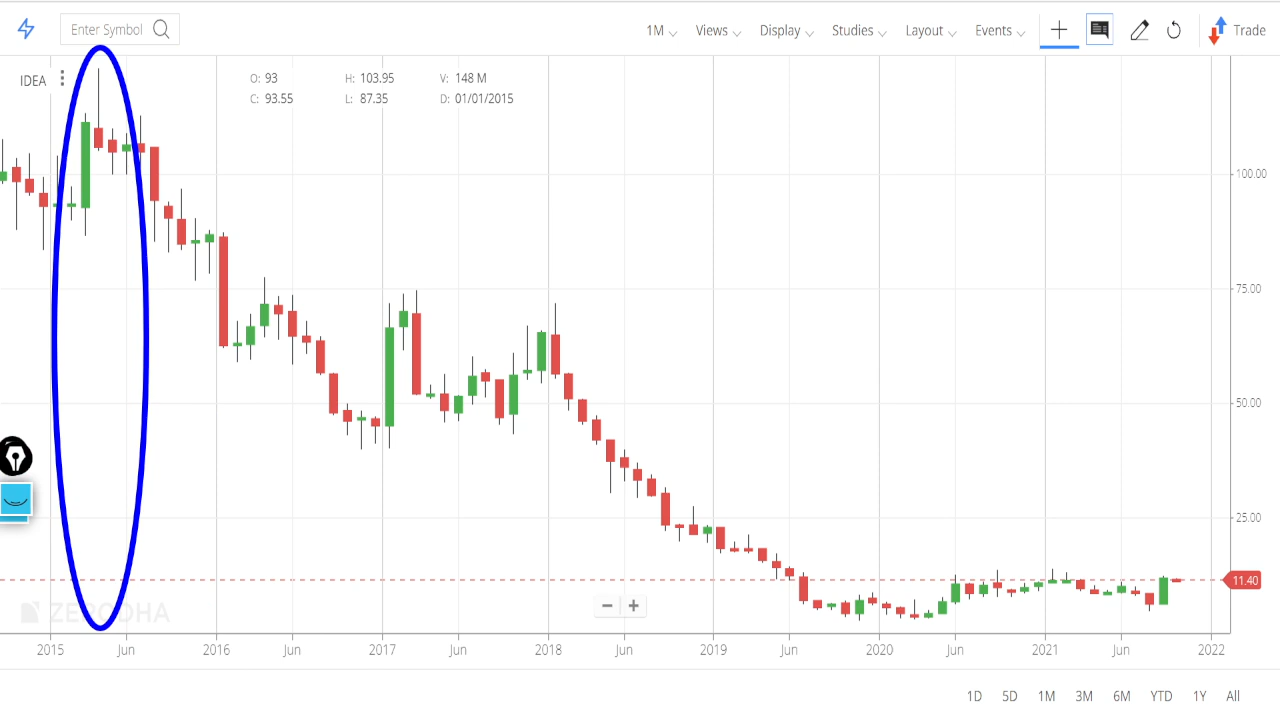 Enter Symbol 1M Views Display Studies Layout Events Trade
IDEA O: 93 H: 103.95 V: 148 M
C: 93.55 L: 87.35 D: 01/01/2015
100.00
75.00
50.00
25.00
11.40
ZERODHA
2015 Jun 2016 Jun 2017 Jun 2018 Jun 2019 Jun 2020 Jun 2021 Jun 2022
1D 5D 1M 3M 6M YTD 1Y All